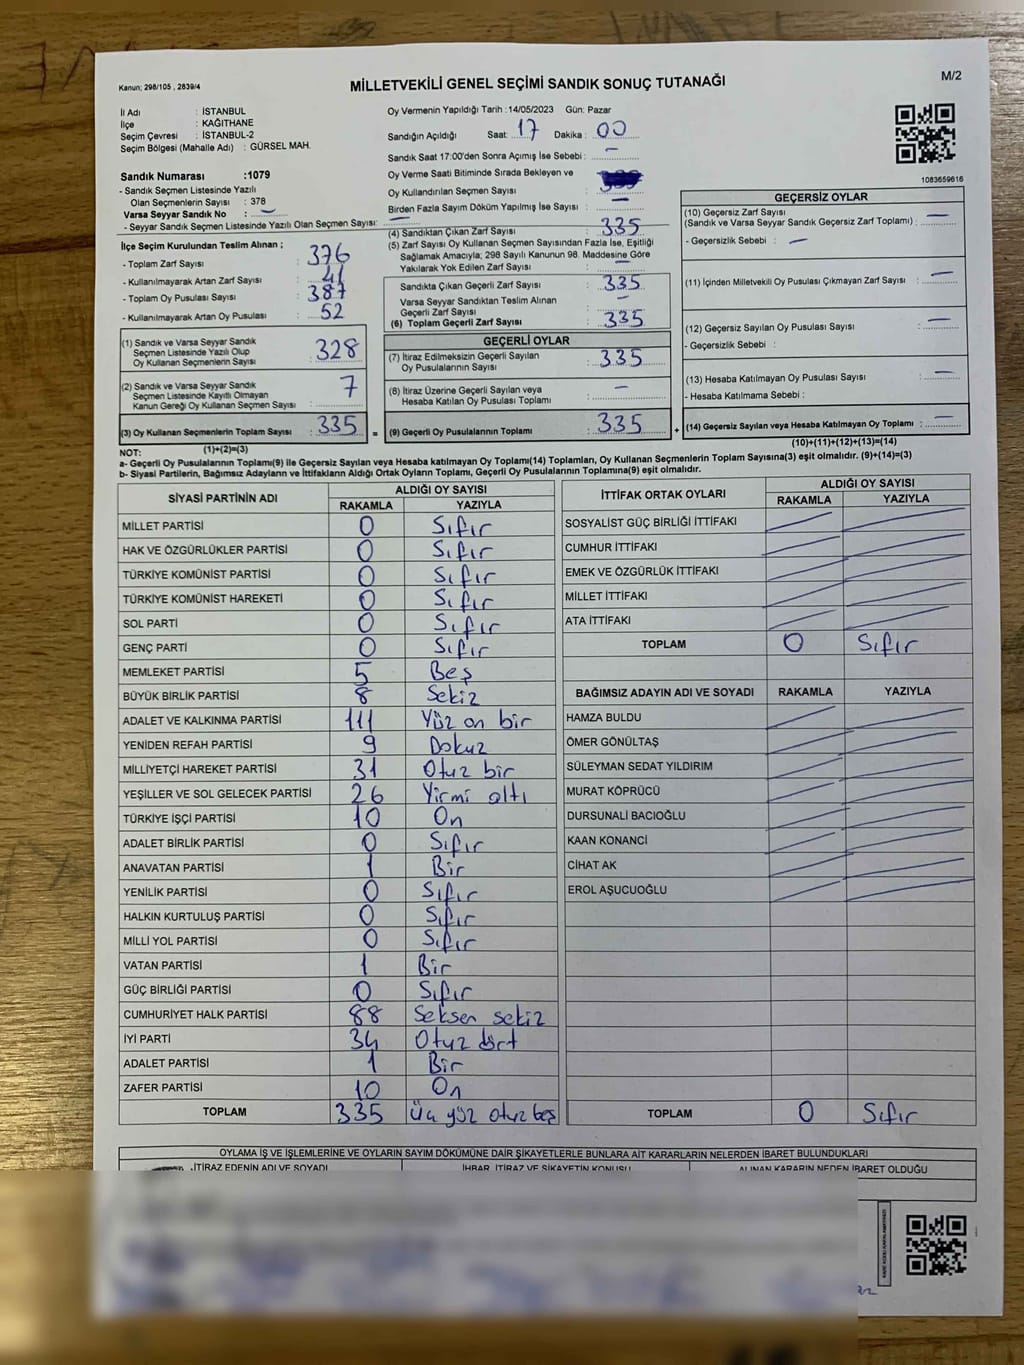 Kanun; 298/105 , 2839/4
MİLLETVEKİLİ GENEL SEÇİMİ SANDIK SONUÇ TUTANAĞI
M/2
İl Adı : İSTANBUL
İlçe : KAĞITHANE
Seçim Çevresi : İSTANBUL-2
Seçim Bölgesi (Mahalle Adı) : GÜRSEL MAH.
Sandık Numarası :1079
- Sandık Seçmen Listesinde Yazılı
Olan Seçmenlerin Sayısı : 378
Varsa Seyyar Sandık No : —
- Seyyar Sandık Seçmen Listesinde Yazılı Olan Seçmen Sayısı: —
İlçe Seçim Kurulundan Teslim Alınan ;
- Toplam Zarf Sayısı : 376
- Kullanılmayarak Artan Zarf Sayısı : 41
- Toplam Oy Pusulası Sayısı : 387
- Kullanılmayarak Artan Oy Pusulası : 52
(1) Sandık ve Varsa Seyyar Sandık
Seçmen Listesinde Yazılı Olup
Oy Kullanan Seçmenlerin Sayısı : 328
(2) Sandık ve Varsa Seyyar Sandık
Seçmen Listesinde Kayıtlı Olmayan
Kanun Gereği Oy Kullanan Seçmen Sayısı : 7
(3) Oy Kullanan Seçmenlerin Toplam Sayısı : 335 =
Oy Vermenin Yapıldığı Tarih : 14/05/2023 Gün: Pazar
Sandığın Açıldığı Saat: 17 Dakika : 00
Sandık Saat 17:00'den Sonra Açımış İse Sebebi : —
Oy Verme Saati Bitiminde Sırada Bekleyen ve
Oy Kullandırılan Seçmen Sayısı :
Birden Fazla Sayım Döküm Yapılmış İse Sayısı : —
(4) Sandıktan Çıkan Zarf Sayısı : 335
(5) Zarf Sayısı Oy Kullanan Seçmen Sayısından Fazla İse, Eşitliği
Sağlamak Amacıyla; 298 Sayılı Kanunun 98. Maddesine Göre
Yakılarak Yok Edilen Zarf Sayısı : —
Sandıkta Çıkan Geçerli Zarf Sayısı : 335
Varsa Seyyar Sandıktan Teslim Alınan
Geçerli Zarf Sayısı : —
(6) Toplam Geçerli Zarf Sayısı : 335
GEÇERLİ OYLAR
(7) İtiraz Edilmeksizin Geçerli Sayılan
Oy Pusulalarının Sayısı : 335
(8) İtiraz Üzerine Geçerli Sayılan veya
Hesaba Katılan Oy Pusulası Toplamı : —
(9) Geçerli Oy Pusulalarının Toplamı : 335 +
1083659616
GEÇERSİZ OYLAR
(10) Geçersiz Zarf Sayısı
(Sandık ve Varsa Seyyar Sandık Geçersiz Zarf Toplamı) : —
- Geçersizlik Sebebi : —
(11) İçinden Milletvekili Oy Pusulası Çıkmayan Zarf Sayısı : —
(12) Geçersiz Sayılan Oy Pusulası Sayısı : —
- Geçersizlik Sebebi :
(13) Hesaba Katılmayan Oy Pusulası Sayısı : —
- Hesaba Katılmama Sebebi :
(14) Geçersiz Sayılan veya Hesaba Katılmayan Oy Toplamı : —
NOT: (1)+(2)=(3) (10)+(11)+(12)+(13)=(14)
a- Geçerli Oy Pusulalarının Toplamı(9) ile Geçersiz Sayılan veya Hesaba katılmayan Oy Toplamı(14) Toplamları, Oy Kullanan Seçmenlerin Toplam Sayısına(3) eşit olmalıdır. (9)+(14)=(3)
b- Siyasi Partilerin, Bağımsız Adayların ve İttifakların Aldığı Ortak Oyların Toplamı, Geçerli Oy Pusulalarının Toplamına(9) eşit olmalıdır.
SİYASİ PARTİNİN ADI ALDIĞI OY SAYISI
RAKAMLA YAZIYLA
MİLLET PARTİSİ 0 Sıfır
HAK VE ÖZGÜRLÜKLER PARTİSİ 0 Sıfır
TÜRKİYE KOMÜNİST PARTİSİ 0 Sıfır
TÜRKİYE KOMÜNİST HAREKETİ 0 Sıfır
SOL PARTİ 0 Sıfır
GENÇ PARTİ 0 Sıfır
MEMLEKET PARTİSİ 5 Beş
BÜYÜK BİRLİK PARTİSİ 8 Sekiz
ADALET VE KALKINMA PARTİSİ 111 Yüz on bir
YENİDEN REFAH PARTİSİ 9 Dokuz
MİLLİYETÇİ HAREKET PARTİSİ 31 Otuz bir
YEŞİLLER VE SOL GELECEK PARTİSİ 26 Yirmi altı
TÜRKİYE İŞÇİ PARTİSİ 10 On
ADALET BİRLİK PARTİSİ 0 Sıfır
ANAVATAN PARTİSİ 1 Bir
YENİLİK PARTİSİ 0 Sıfır
HALKIN KURTULUŞ PARTİSİ 0 Sıfır
MİLLİ YOL PARTİSİ 0 Sıfır
VATAN PARTİSİ 1 Bir
GÜÇ BİRLİĞİ PARTİSİ 0 Sıfır
CUMHURİYET HALK PARTİSİ 88 Seksen sekiz
İYİ PARTİ 34 Otuz dört
ADALET PARTİSİ 1 Bir
ZAFER PARTİSİ 10 On
TOPLAM 335 Üç yüz otuz beş
İTTİFAK ORTAK OYLARI ALDIĞI OY SAYISI
RAKAMLA YAZIYLA
SOSYALİST GÜÇ BİRLİĞİ İTTİFAKI
CUMHUR İTTİFAKI
EMEK VE ÖZGÜRLÜK İTTİFAKI
MİLLET İTTİFAKI
ATA İTTİFAKI
TOPLAM 0 Sıfır
BAĞIMSIZ ADAYIN ADI VE SOYADI RAKAMLA YAZIYLA
HAMZA BULDU
ÖMER GÖNÜLTAŞ
SÜLEYMAN SEDAT YILDIRIM
MURAT KÖPRÜCÜ
DURSUNALİ BACIOĞLU
KAAN KONANCİ
CİHAT AK
EROL AŞUCUOĞLU
TOPLAM 0 Sıfır
OYLAMA İŞ VE İŞLEMLERİNE VE OYLARIN SAYIM DÖKÜMÜNE DAİR ŞİKAYETLERLE BUNLARA AİT KARARLARIN NELERDEN İBARET BULUNDUKLARI
İTİRAZ EDENİN ADI VE SOYADI İHBAR, İTİRAZ VE ŞİKAYETİN KONUSU ALINAN KARARIN NEDEN İBARET OLDUĞU